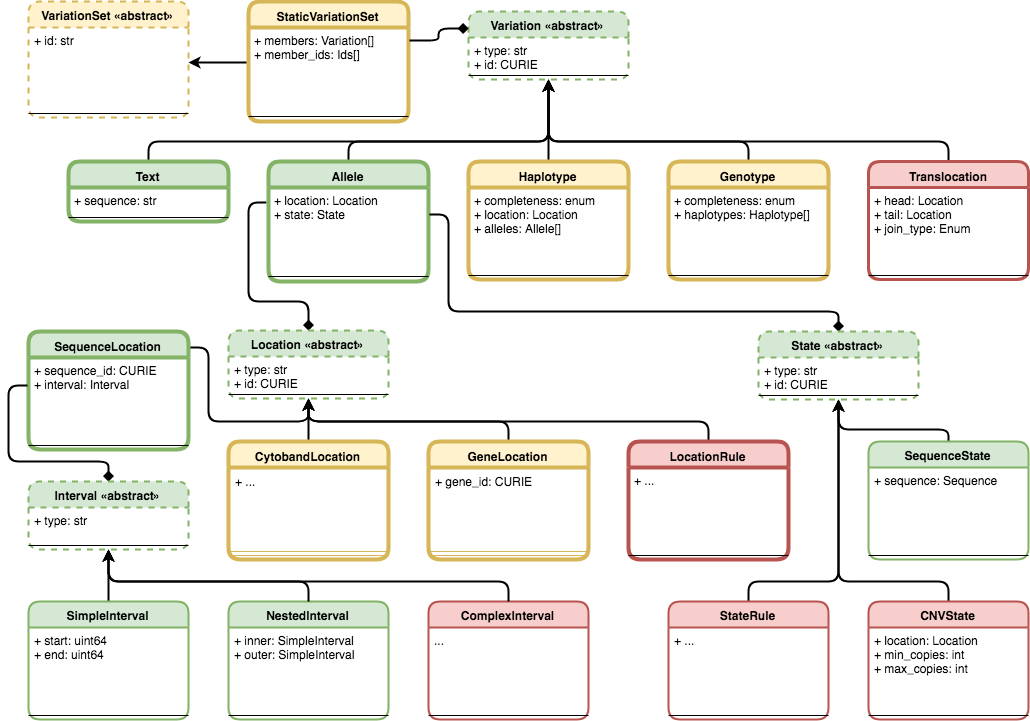 VariationSet «abstract»
+ id: str
StaticVariationSet
+ members: Variation[]
+ member_ids: Ids[]
Variation «abstract»
+ type: str
+ id: CURIE
Text
+ sequence: str
Allele
+ location: Location
+ state: State
Haplotype
+ completeness: enum
+ location: Location
+ alleles: Allele[]
Genotype
+ completeness: enum
+ haplotypes: Haplotype[]
Translocation
+ head: Location
+ tail: Location
+ join_type: Enum
SequenceLocation
+ sequence_id: CURIE
+ interval: Interval
Location «abstract»
+ type: str
+ id: CURIE
State «abstract»
+ type: str
+ id: CURIE
CytobandLocation
+ ...
GeneLocation
+ gene_id: CURIE
LocationRule
+ ...
SequenceState
+ sequence: Sequence
Interval «abstract»
+ type: str
SimpleInterval
+ start: uint64
+ end: uint64
NestedInterval
+ inner: SimpleInterval
+ outer: SimpleInterval
ComplexInterval
...
StateRule
+ ...
CNVState
+ location: Location
+ min_copies: int
+ max_copies: int